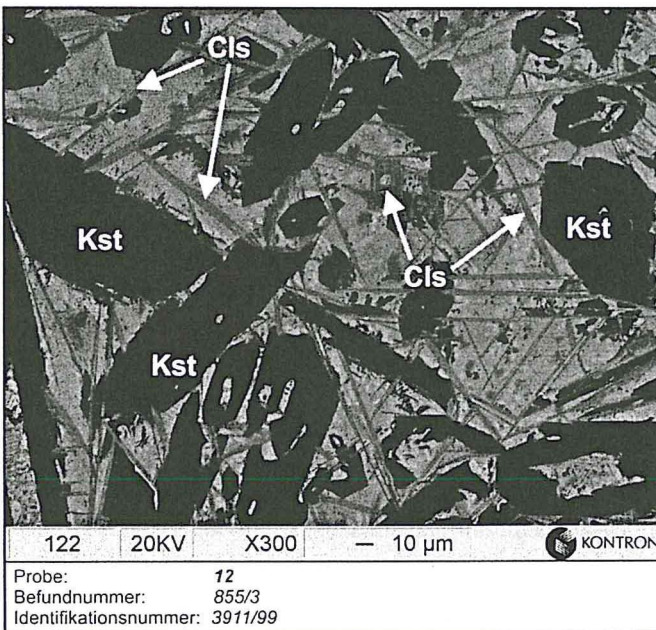 Cls
Kst
Kst
Cls
Kst
122 20KV X300 — 10 µm KONTRON
Probe: 12
Befundnummer: 855/3
Identifikationsnummer: 3911/99